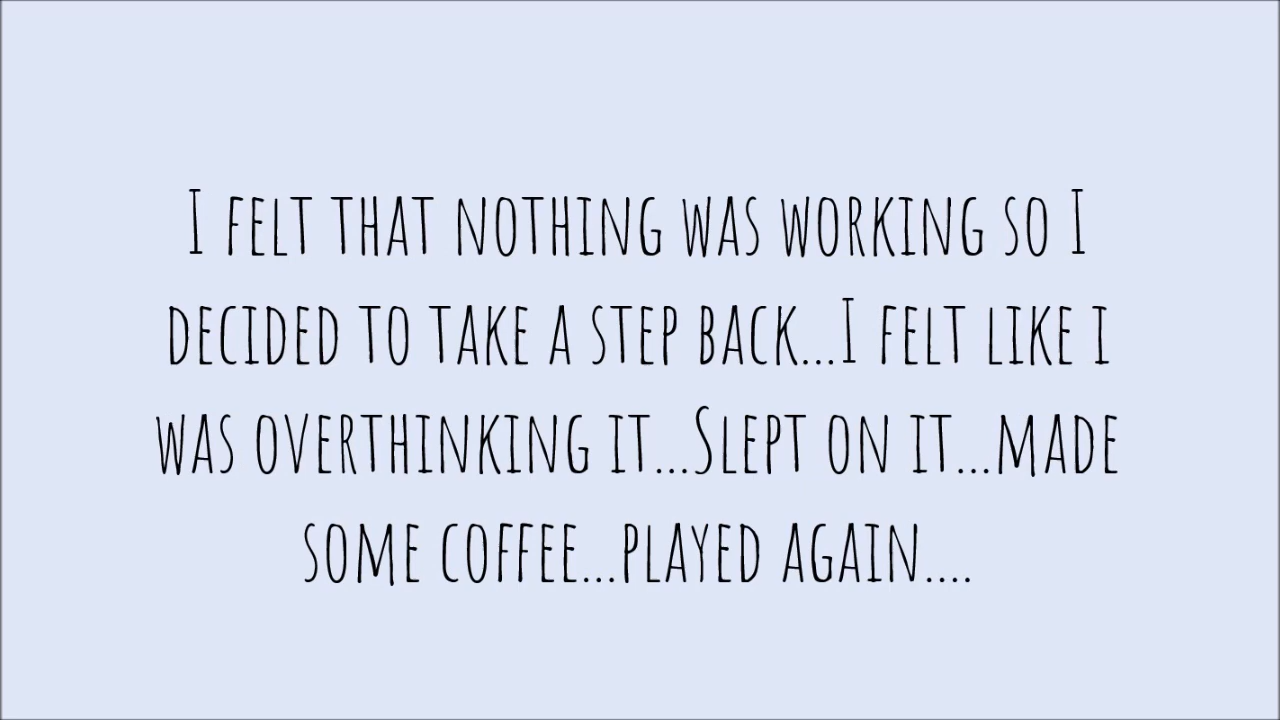 I felt that nothing was working so I
decided to take a step back...I felt like i
was overthinking it...Slept on it...made
some coffee...played again....